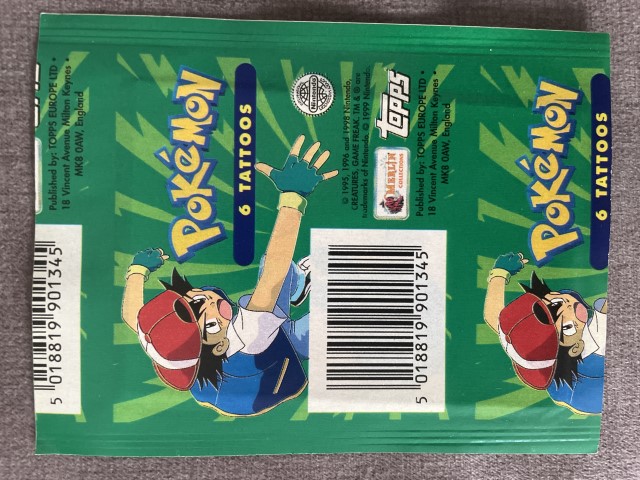 5 018819 901345
Published by: TOPPS EUROPE LTD •
18 Vincent Avenue Milton Keynes •
MK8 0AW, England
POKéMON
6 TATTOOS
Nintendo
© 1995, 1996 and 1998 Nintendo,
CREATURES, GAME FREAK. TM & ® are
trademarks of Nintendo. © 1999 Nintendo.
MERLIN
COLLECTIONS
TOPPS
5 018819 901345
Published by: TOPPS EUROPE LTD •
18 Vincent Avenue Milton Keynes •
MK8 0AW, England
POKéMON
6 TATTOOS